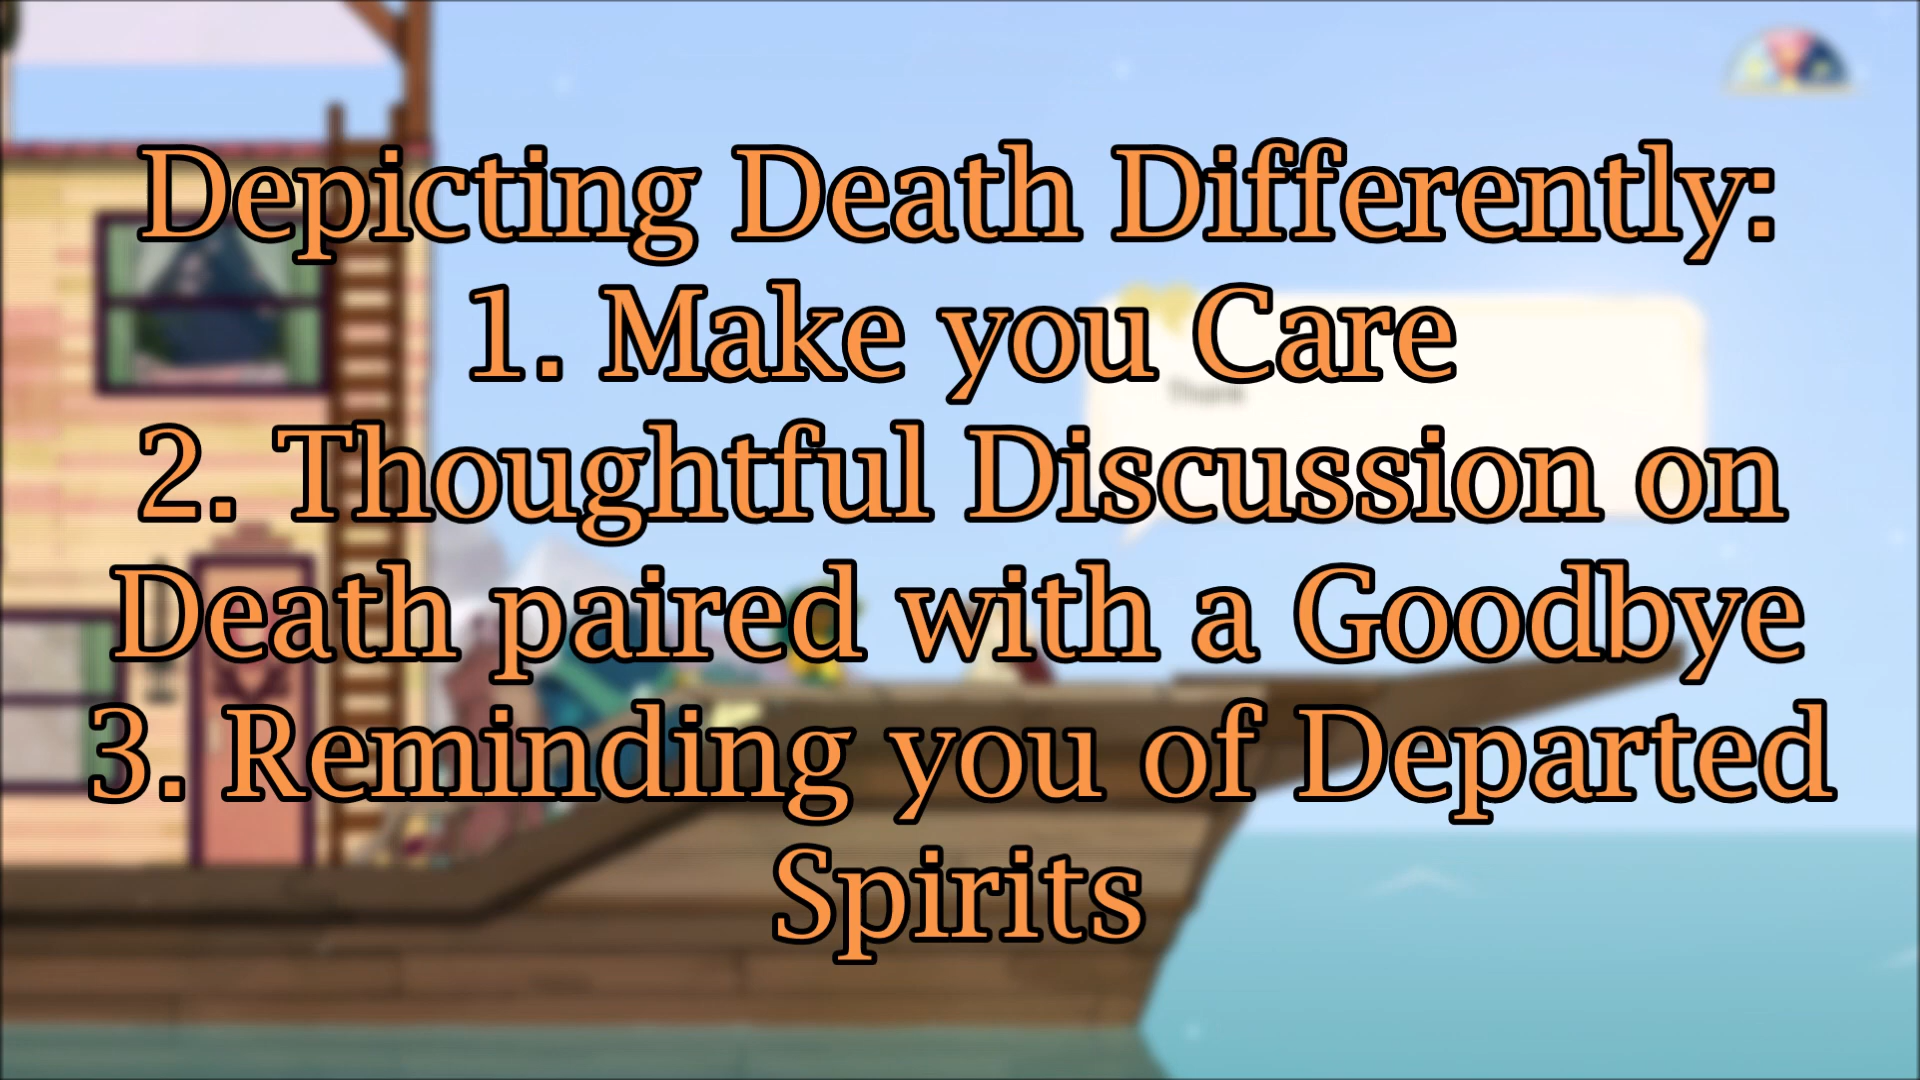 Depicting Death Differently:
1. Make you Care
2. Thoughtful Discussion on
Death paired with a Goodbye
3. Reminding you of Departed
Spirits